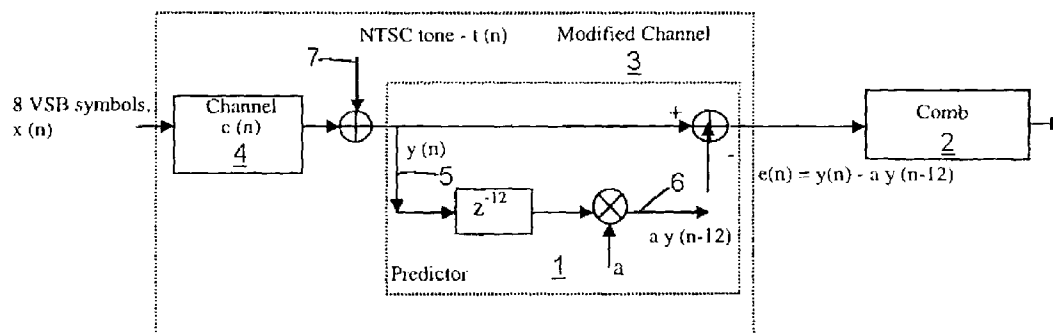 NTSC tone - t (n)
Modified Channel
7
3
8 VSB symbols,
x (n)
Channel
c (n)
4
+
-
Comb
2
y (n)
5
6
e(n) = y(n) - a y (n-12)
z-12
a y (n-12)
Predictor
1
a